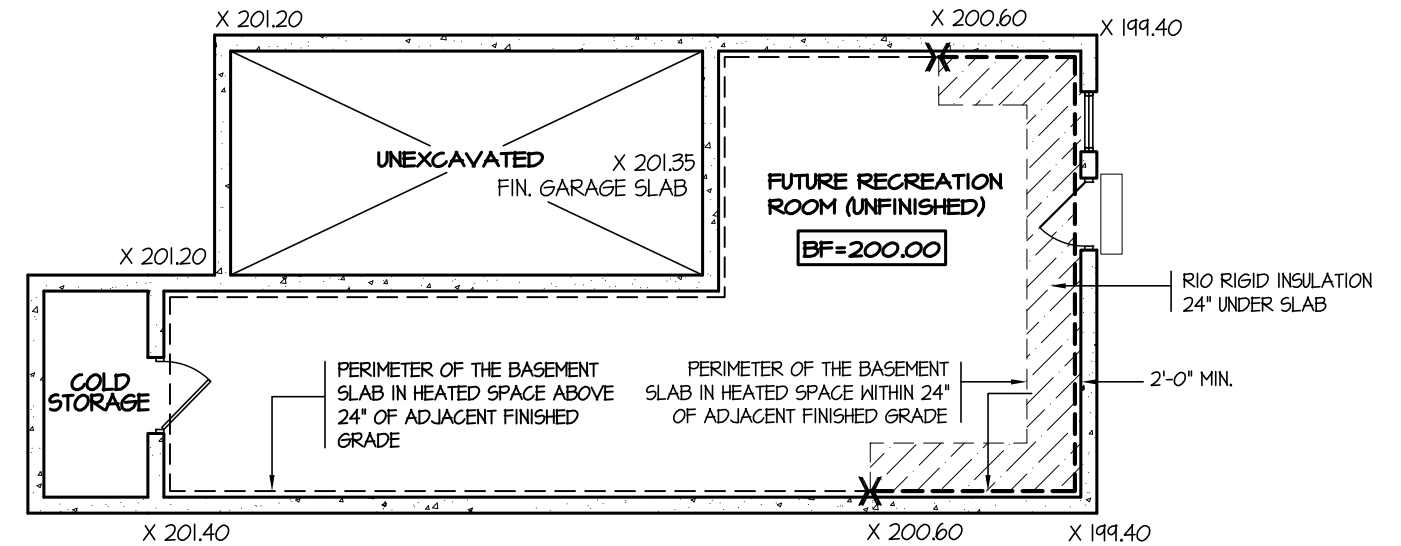 X 201.20
X 200.60
X 199.40
UNEXCAVATED
X 201.35
FIN. GARAGE SLAB
FUTURE RECREATION
ROOM (UNFINISHED)
BF=200.00
X 201.20
RIO RIGID INSULATION
24" UNDER SLAB
COLD
STORAGE
PERIMETER OF THE BASEMENT
SLAB IN HEATED SPACE ABOVE
24" OF ADJACENT FINISHED
GRADE
PERIMETER OF THE BASEMENT
SLAB IN HEATED SPACE WITHIN 24"
OF ADJACENT FINISHED GRADE
2'-0" MIN.
X
X
X 201.40
X 200.60
X 199.40